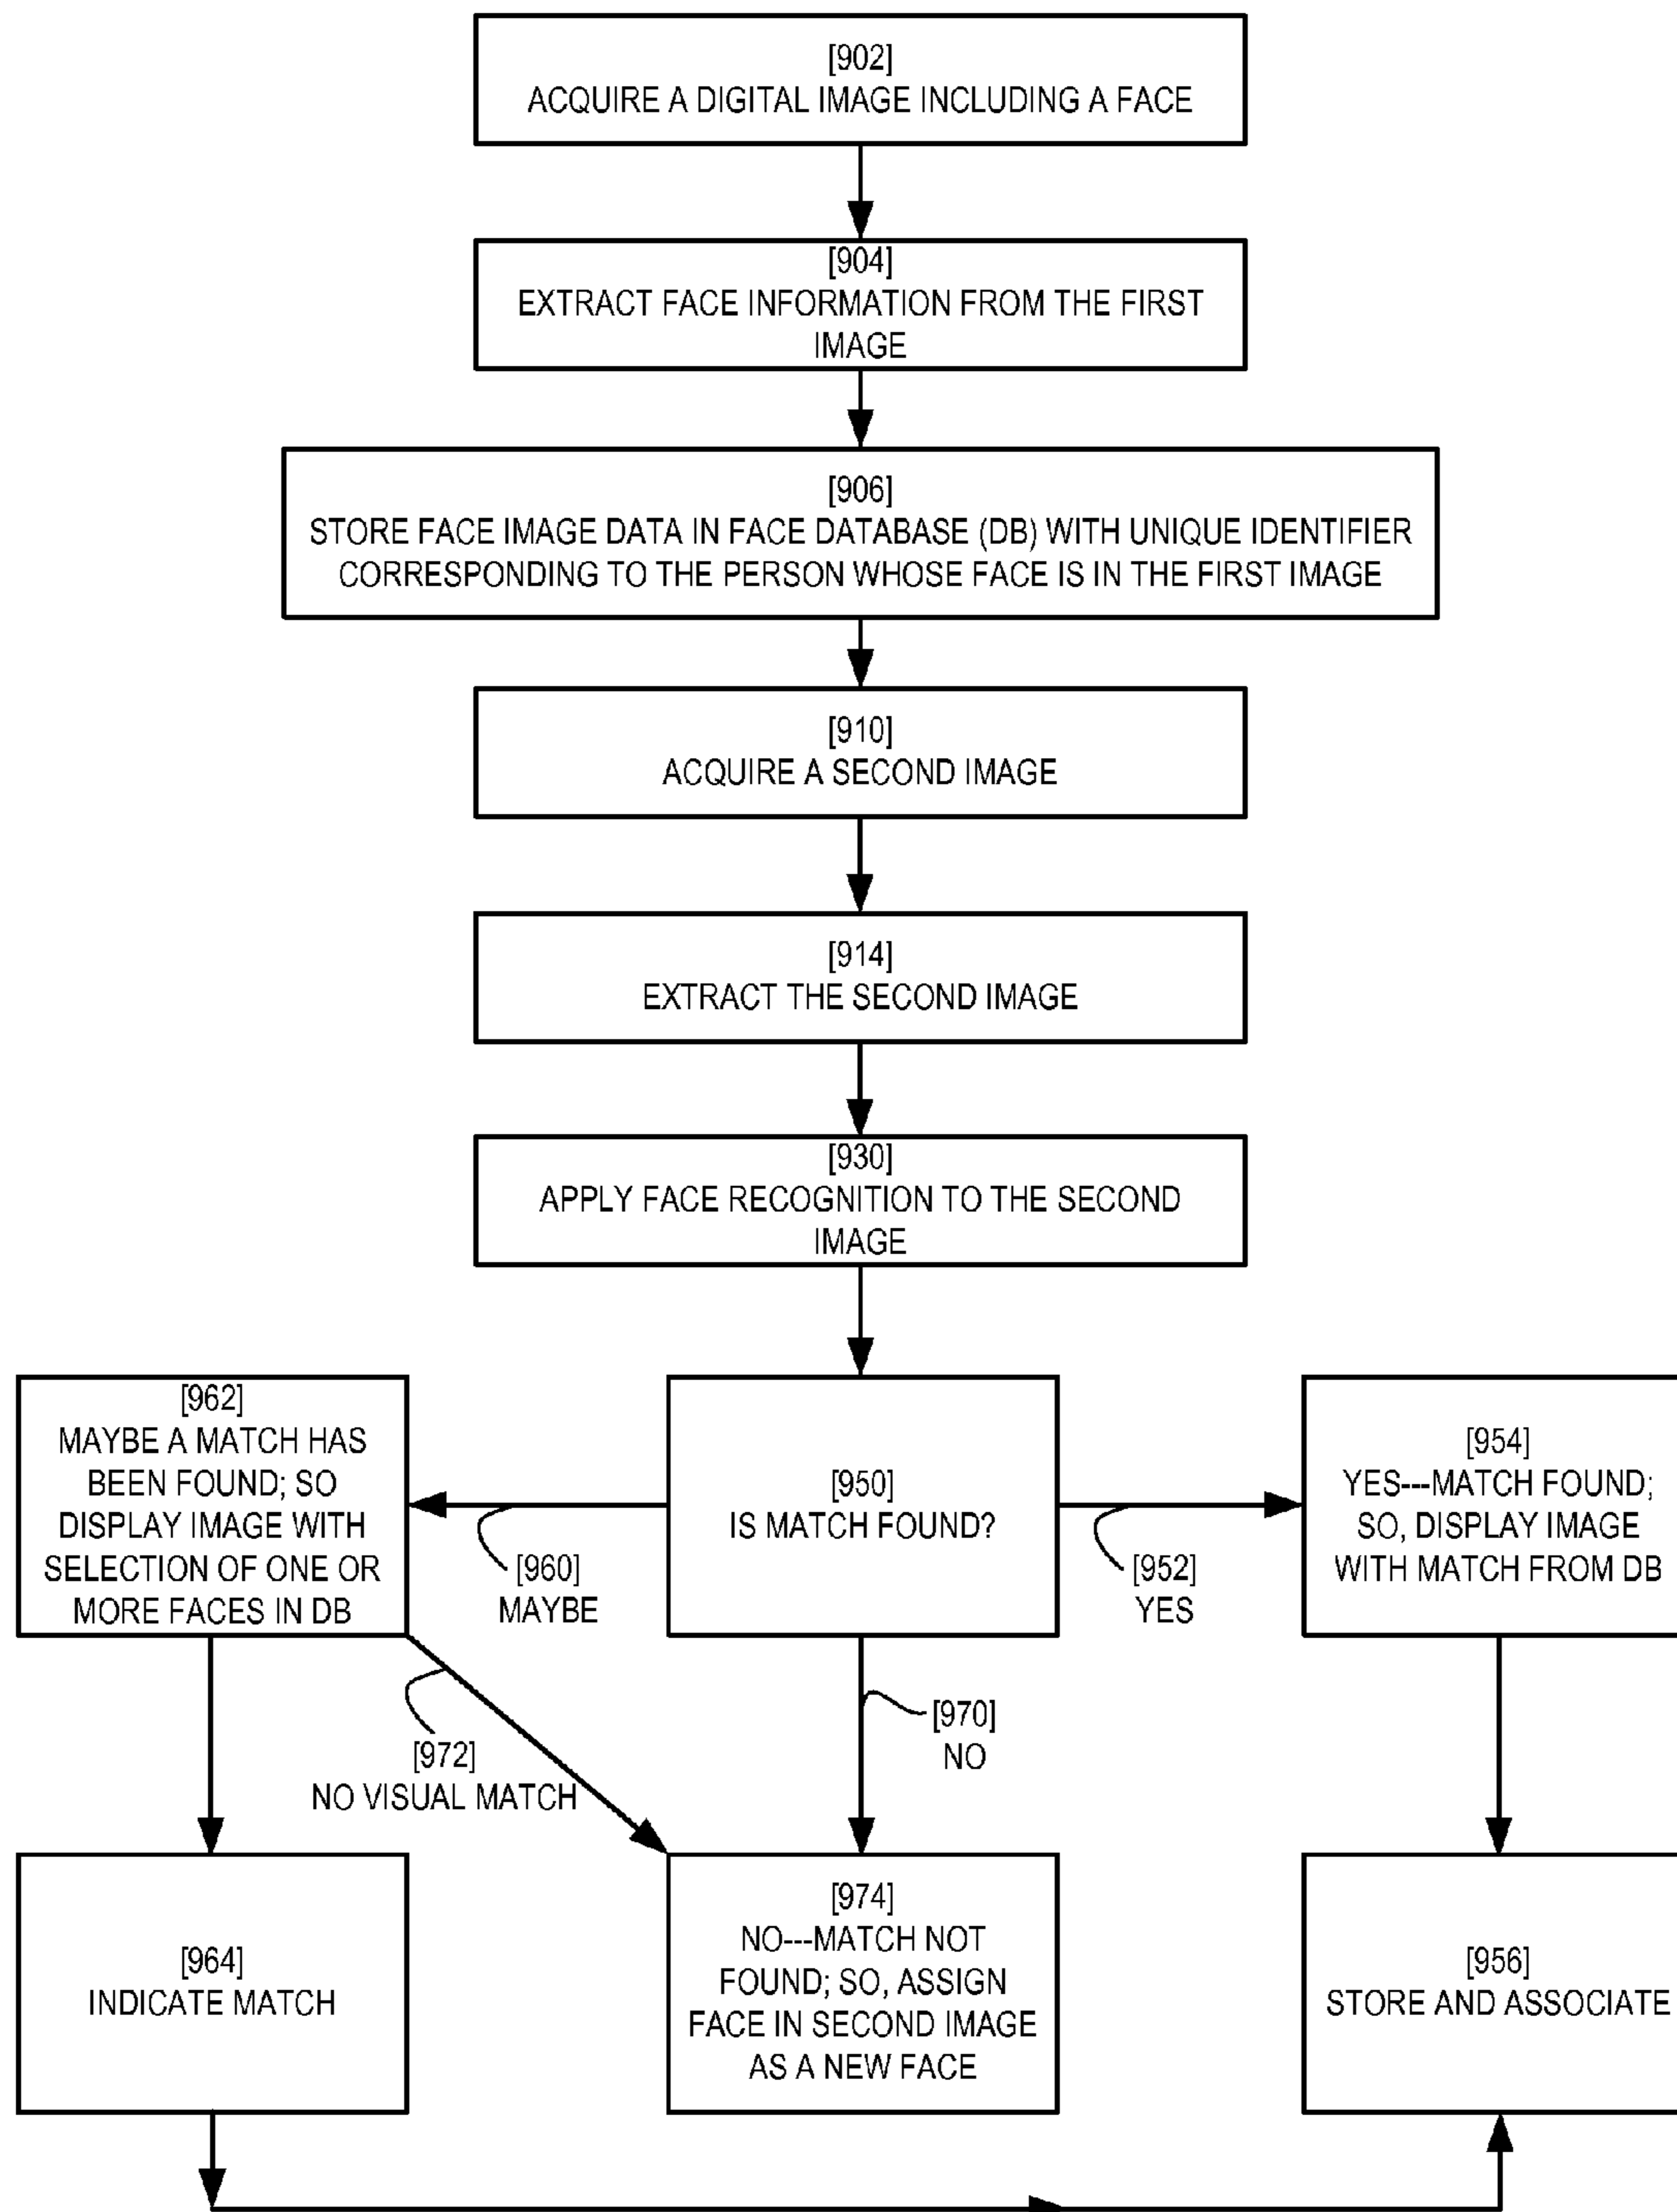 [902]
ACQUIRE A DIGITAL IMAGE INCLUDING A FACE
[904]
EXTRACT FACE INFORMATION FROM THE FIRST
IMAGE
[906]
STORE FACE IMAGE DATA IN FACE DATABASE (DB) WITH UNIQUE IDENTIFIER
CORRESPONDING TO THE PERSON WHOSE FACE IS IN THE FIRST IMAGE
[910]
ACQUIRE A SECOND IMAGE
[914]
EXTRACT THE SECOND IMAGE
[930]
APPLY FACE RECOGNITION TO THE SECOND
IMAGE
[962]
MAYBE A MATCH HAS
BEEN FOUND; SO
DISPLAY IMAGE WITH
SELECTION OF ONE OR
MORE FACES IN DB
[960]
MAYBE
[950]
IS MATCH FOUND?
[952]
YES
[954]
YES---MATCH FOUND;
SO, DISPLAY IMAGE
WITH MATCH FROM DB
[972]
NO VISUAL MATCH
[970]
NO
[964]
INDICATE MATCH
[974]
NO---MATCH NOT
FOUND; SO, ASSIGN
FACE IN SECOND IMAGE
AS A NEW FACE
[956]
STORE AND ASSOCIATE